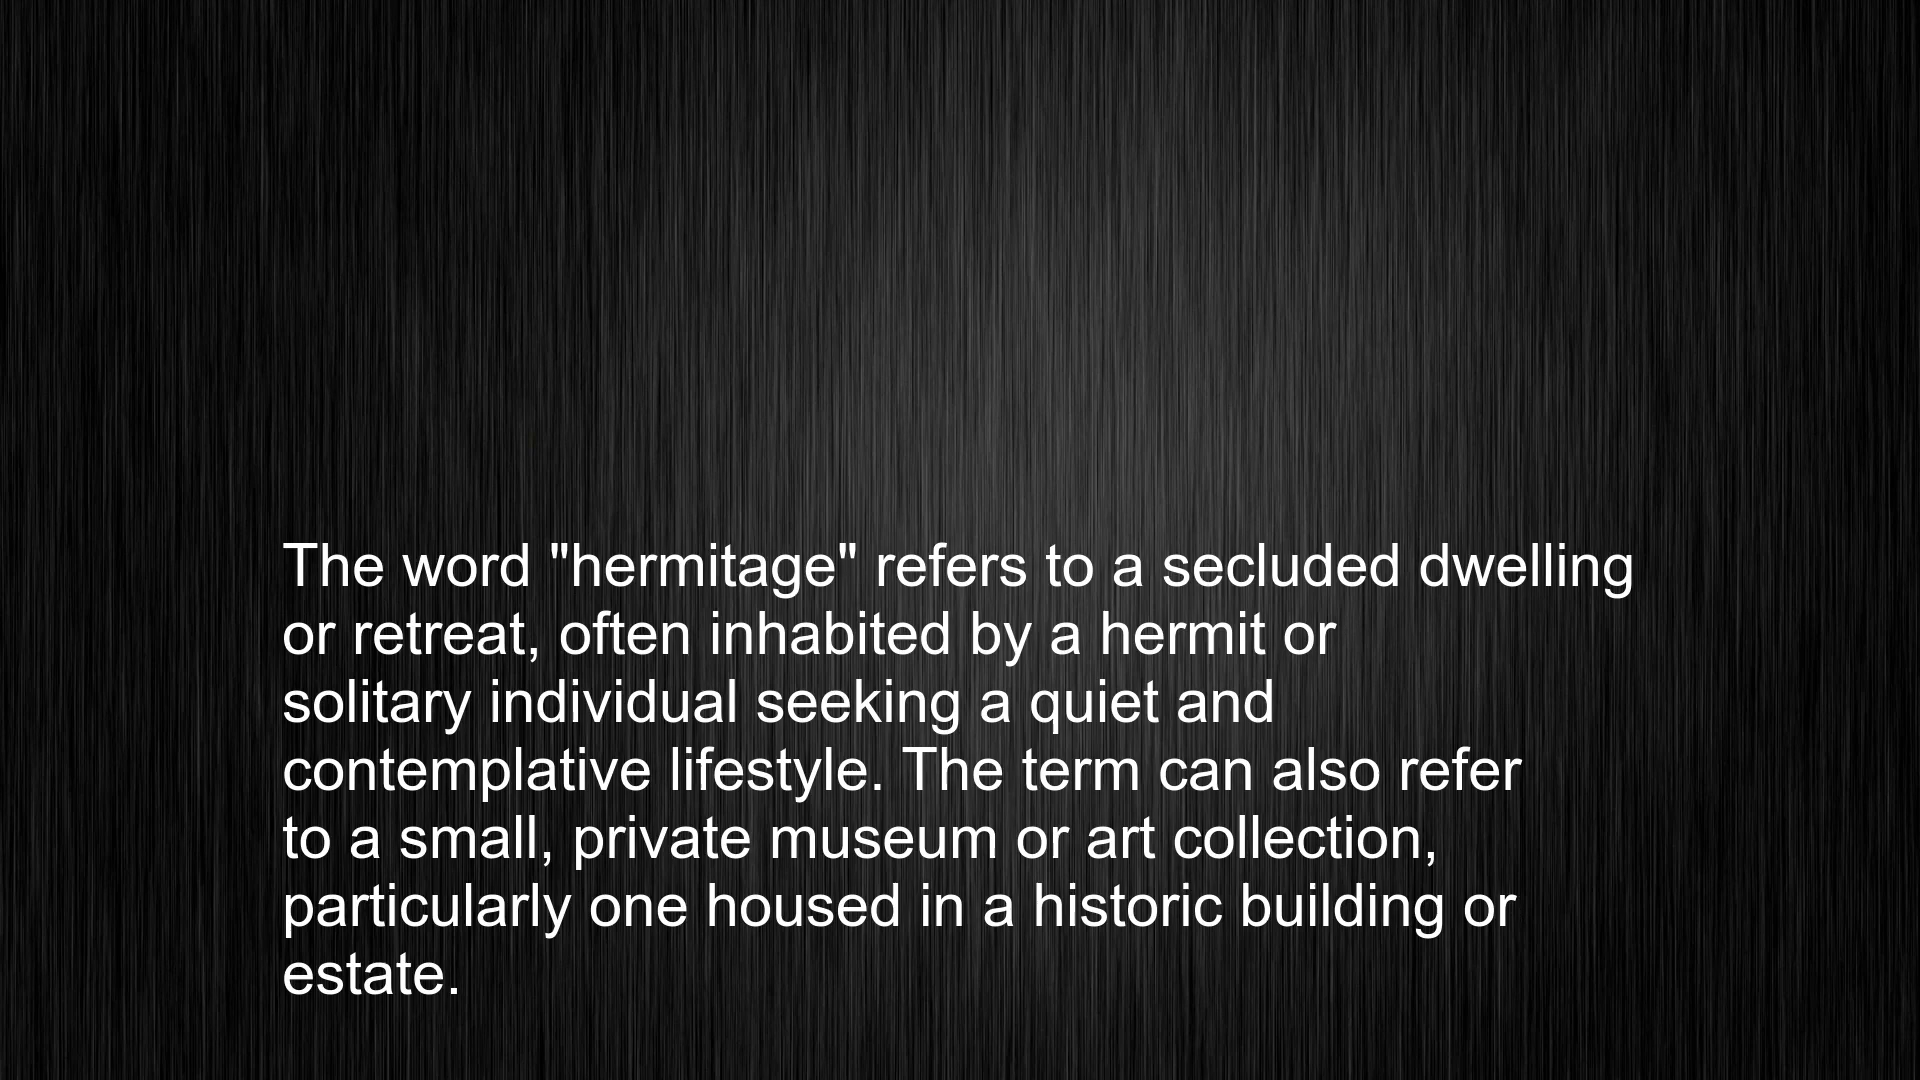 The word "hermitage" refers to a secluded dwelling
or retreat, often inhabited by a hermit or
solitary individual seeking a quiet and
contemplative lifestyle. The term can also refer
to a small, private museum or art collection,
particularly one housed in a historic building or
estate.